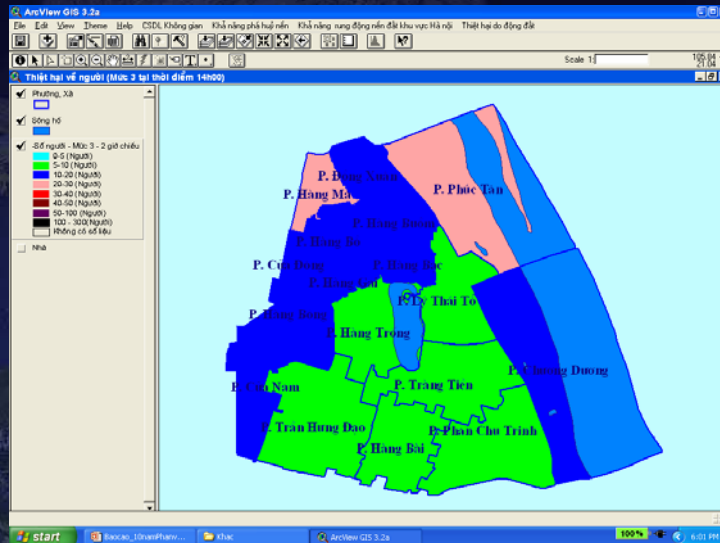 ArcView GIS 3.2a
File Edit View Theme Help CSDL Không gian Khả năng phá huỷ nền Khả năng rung động nền đất khu vực Hà nội Thiệt hại do động đất
Scale 1:
105.84
21.04
Thiệt hại về người (Mức 3 tại thời điểm 14h00)
Phường, Xã
Sông hồ
-Số người - Mức 3 - 2 giờ chiều
0-5 (Người)
5-10 (Người)
10-20 (Người)
20-30 (Người)
30-40 (Người)
40-50 (Người)
50-100 (Người)
100 - 300(Người)
Không có số liệu
Nhà
P. Đồng Xuân
P. Hàng Mã
P. Phúc Tân
P. Hàng Buồm
P. Hàng Bồ
P. Cửa Đông
P. Hàng Bạc
P. Hàng Gai
P. Lý Thái Tổ
P. Hàng Bông
P. Hàng Trống
P. Chương Dương
P. Cửa Nam
P. Tràng Tiền
P. Trần Hưng Đạo
P. Phan Chu Trinh
P. Hàng Bài
start
Baocao_10namPhanv...
Khac
ArcView GIS 3.2a
100%
6:01 PM